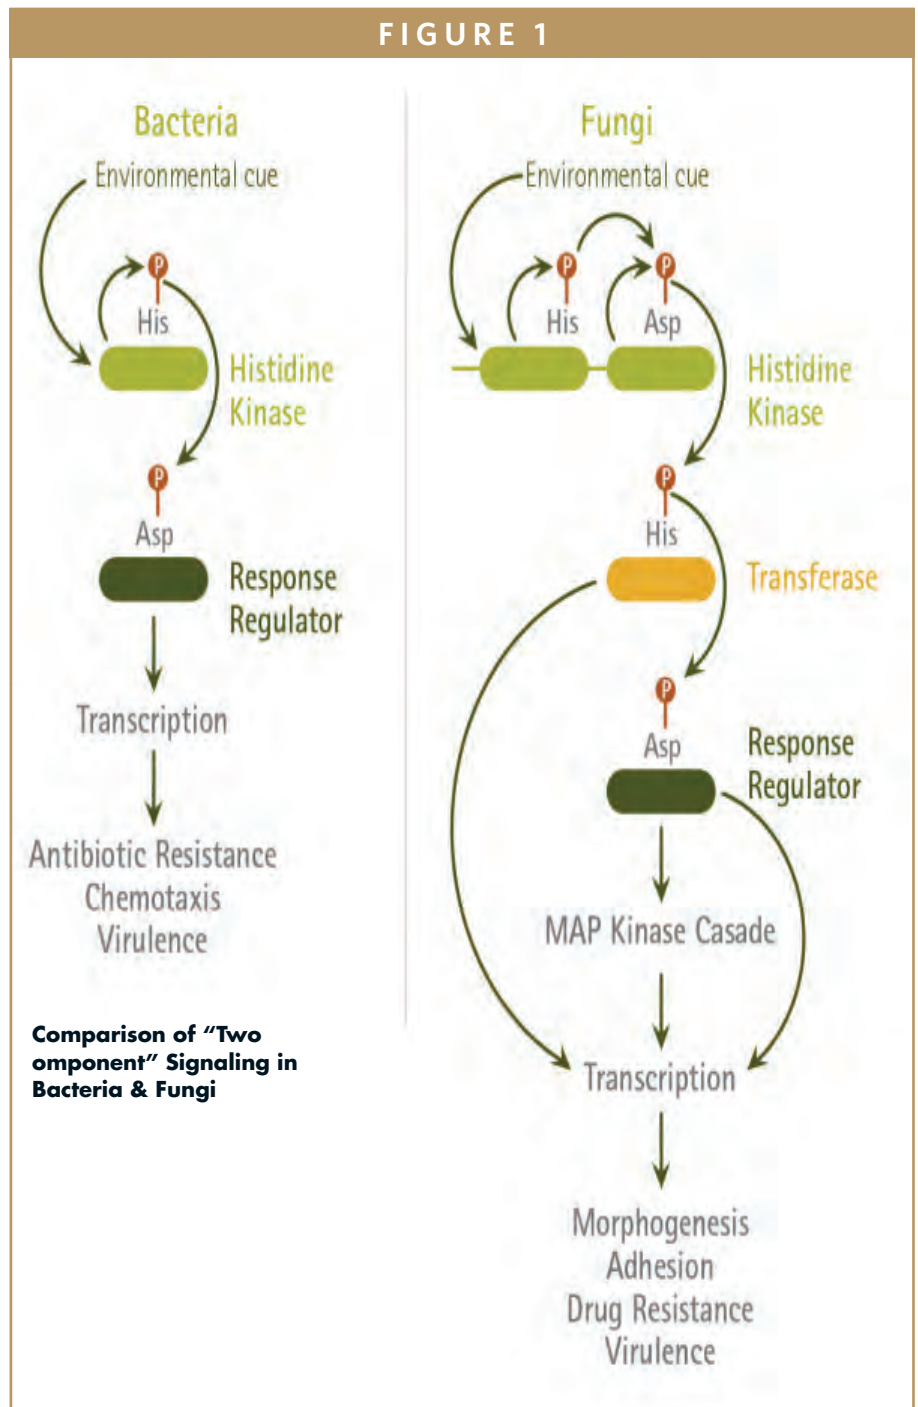 FIGURE 1
Bacteria
Environmental cue
P
His
Histidine
Kinase
P
Asp
Response
Regulator
Transcription
Antibiotic Resistance
Chemotaxis
Virulence
Comparison of “Two
omponent” Signaling in
Bacteria & Fungi
Fungi
Environmental cue
P
P
His
Asp
Histidine
Kinase
P
His
Transferase
P
Asp
Response
Regulator
MAP Kinase Casade
Transcription
Morphogenesis
Adhesion
Drug Resistance
Virulence